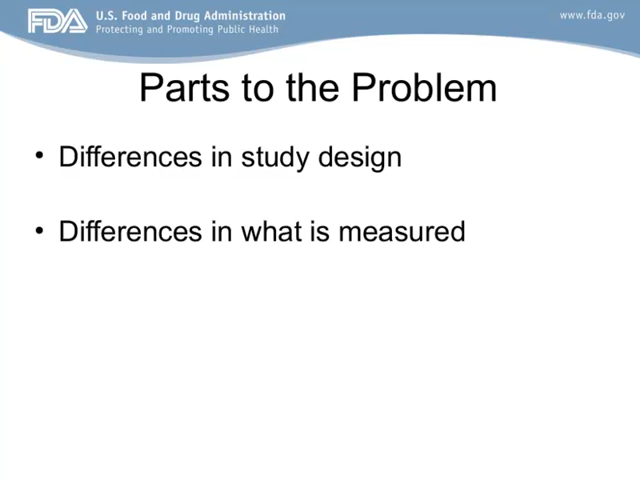 FDA U.S. Food and Drug Administration
Protecting and Promoting Public Health
www.fda.gov
Parts to the Problem
• Differences in study design
• Differences in what is measured